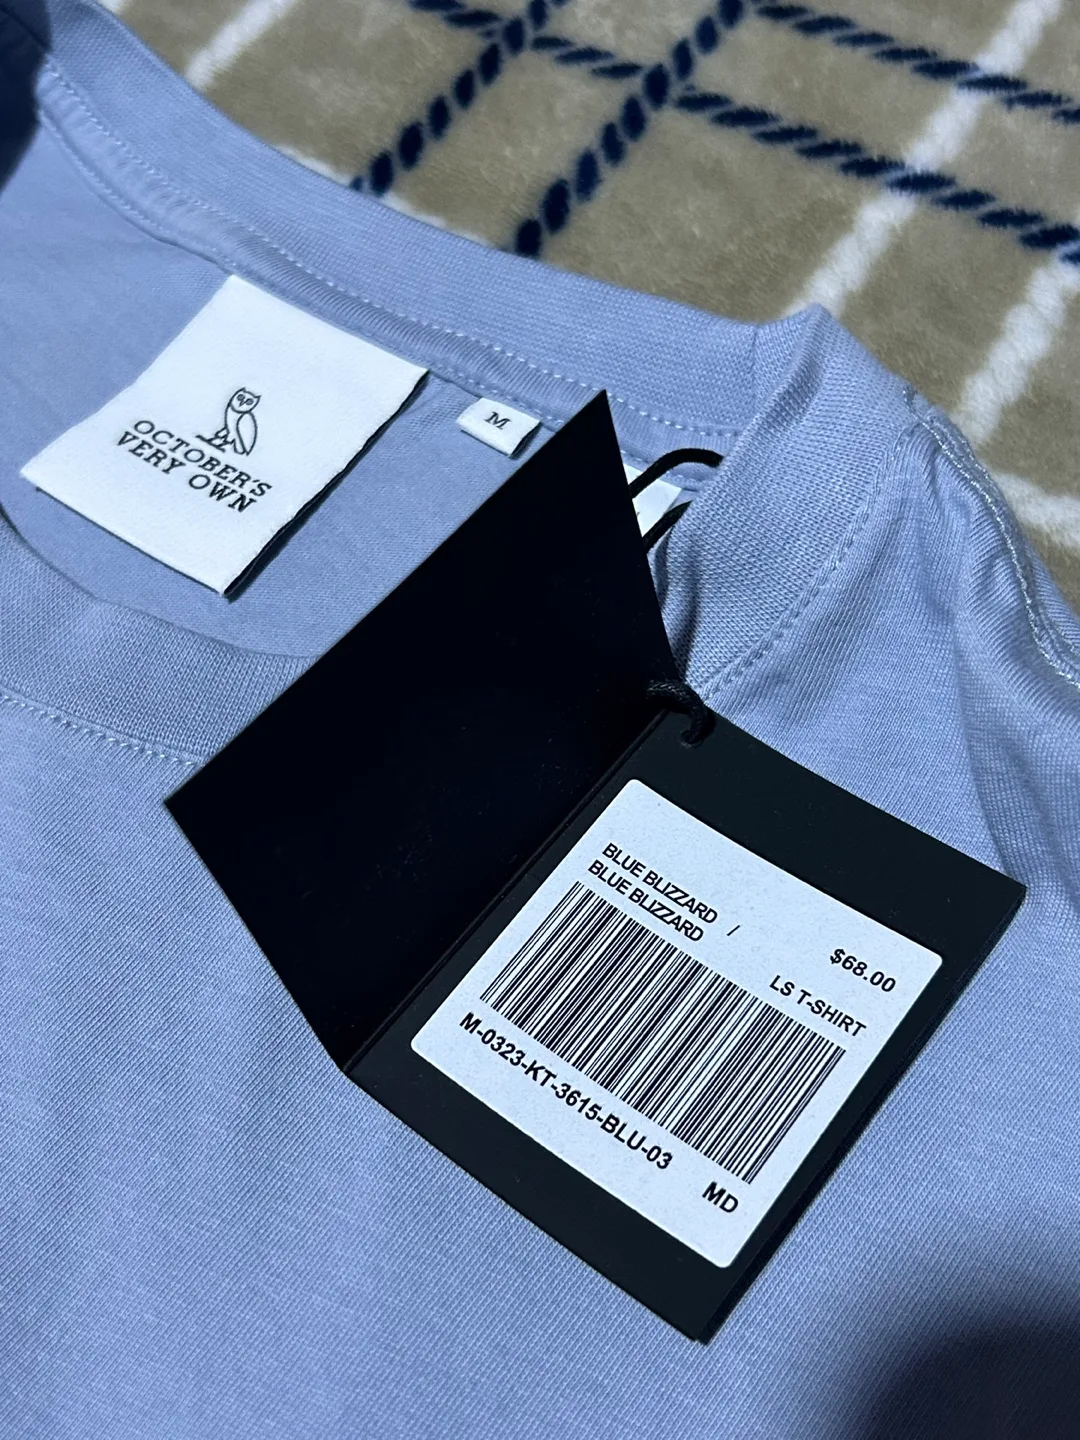 OCTOBER'S
VERY OWN
M
BLUE BLIZZARD
BLUE BLIZZARD /
$68.00
LS T-SHIRT
M-0323-KT-3615-BLU-03
MD